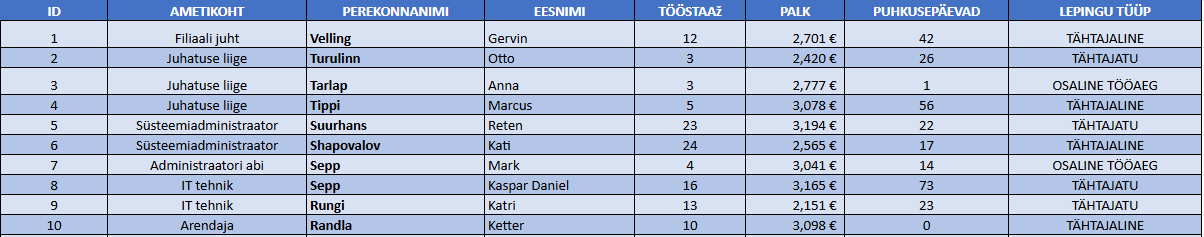 ID AMETIKOHT PEREKONNANIMI EESNIMI TÖÖSTAAž PALK PUHKUSEPÄEVAD LEPINGU TÜÜP
1 Filiaali juht Velling Gervin 12 2,701 € 42 TÄHTAJALINE
2 Juhatuse liige Turulinn Otto 3 2,420 € 26 TÄHTAJATU
3 Juhatuse liige Tarlap Anna 3 2,777 € 1 OSALINE TÖÖAEG
4 Juhatuse liige Tippi Marcus 5 3,078 € 56 TÄHTAJALINE
5 Süsteemiadministraator Suurhans Reten 23 3,194 € 22 TÄHTAJATU
6 Süsteemiadministraator Shapovalov Kati 24 2,565 € 17 TÄHTAJALINE
7 Administraatori abi Sepp Mark 4 3,041 € 14 OSALINE TÖÖAEG
8 IT tehnik Sepp Kaspar Daniel 16 3,165 € 73 TÄHTAJATU
9 IT tehnik Rungi Katri 13 2,151 € 23 TÄHTAJATU
10 Arendaja Randla Ketter 10 3,098 € 0 TÄHTAJALINE